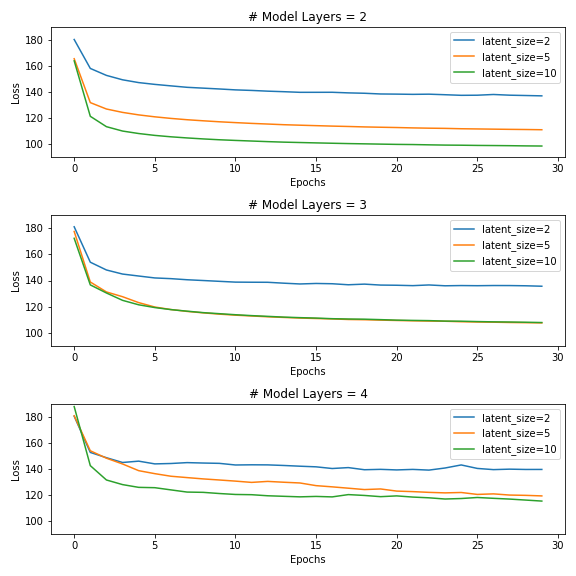 # Model Layers = 2
180
160
140
120
100
Loss
latent_size=2
latent_size=5
latent_size=10
0 5 10 15 20 25 30
Epochs
# Model Layers = 3
180
160
140
120
100
Loss
latent_size=2
latent_size=5
latent_size=10
0 5 10 15 20 25 30
Epochs
# Model Layers = 4
180
160
140
120
100
Loss
latent_size=2
latent_size=5
latent_size=10
0 5 10 15 20 25 30
Epochs